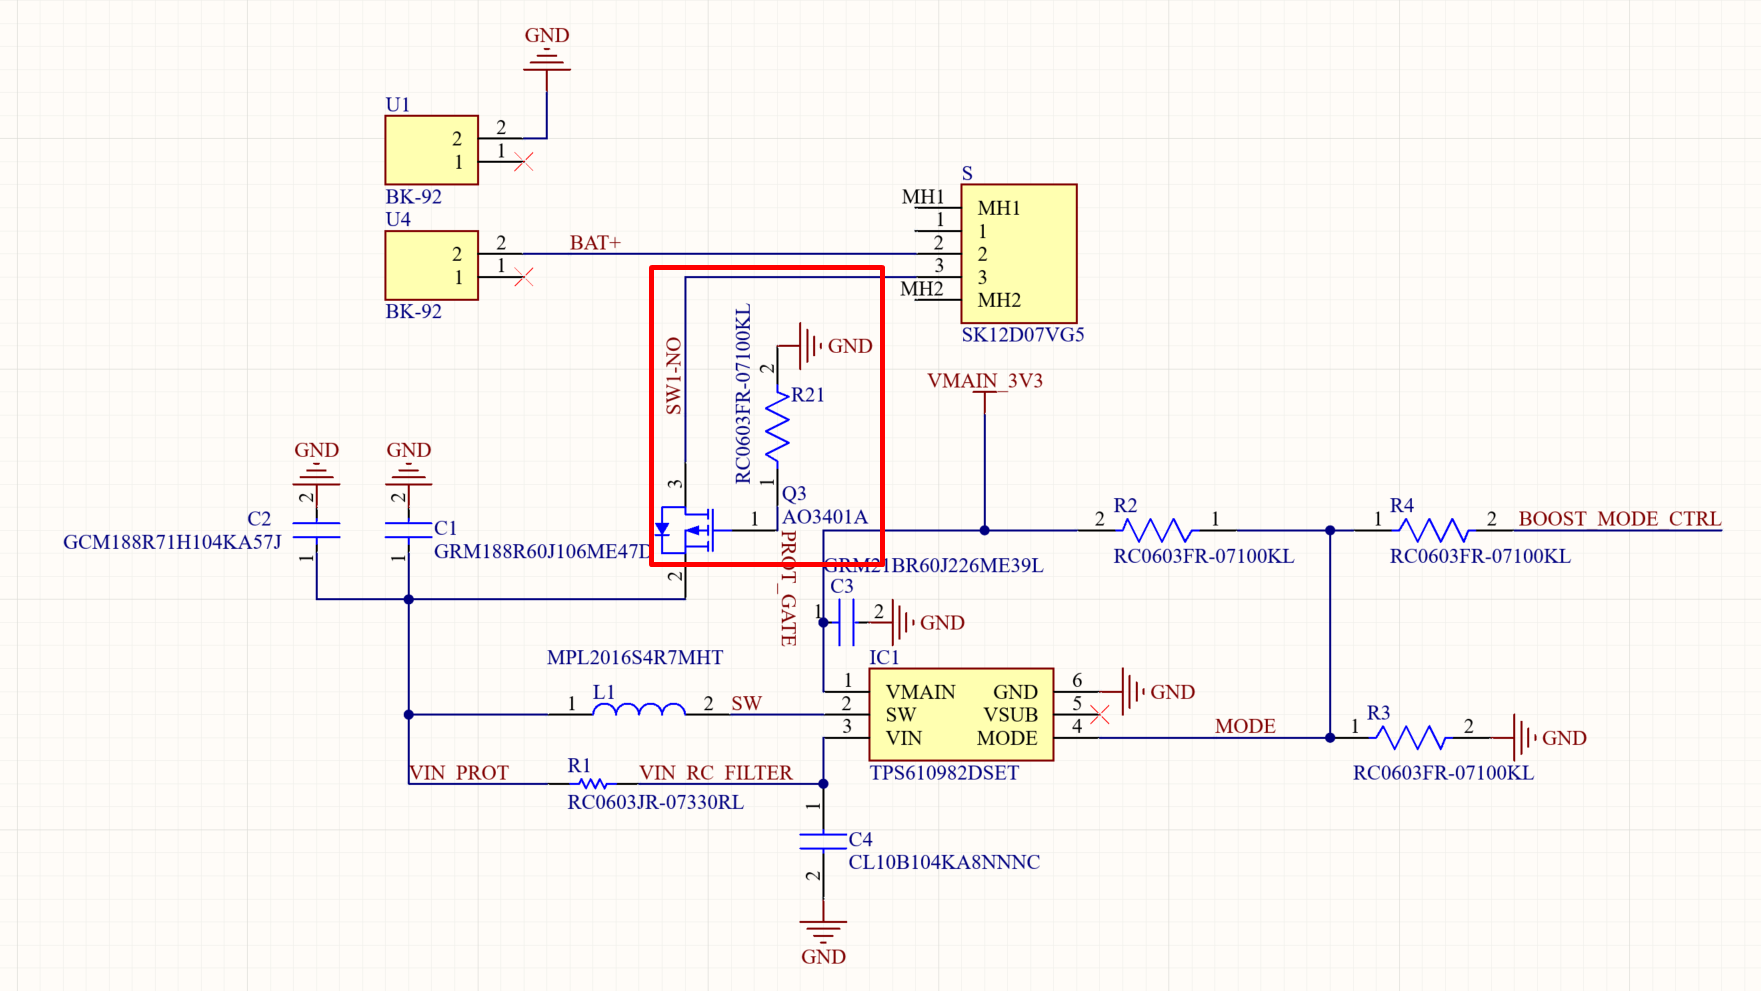 GND
U1
2
2
1
1
BK-92
U4
2
2
1
1
BK-92
BAT+
S
MH1
MH1
1
1
2
2
3
3
MH2
MH2
SK12D07VG5
SW1-NO
RC0603FR-07100KL
2
GND
R21
1
3
Q3
AO3401A
1
2
PROT_GATE
VMAIN_3V3
GND
GND
2
2
C2
GCM188R71H104KA57J
1
C1
GRM188R60J106ME47D
1
R2
2
1
RC0603FR-07100KL
R4
1
2
BOOST_MODE_CTRL
RC0603FR-07100KL
GRM21BR60J226ME39L
C3
1
2
GND
MPL2016S4R7MHT
L1
1
2
SW
IC1
1
VMAIN
GND
6
GND
2
SW
VSUB
5
3
VIN
MODE
4
MODE
TPS610982DSET
R3
1
2
GND
RC0603FR-07100KL
VIN_PROT
R1
VIN_RC_FILTER
RC0603JR-07330RL
1
C4
CL10B104KA8NNNC
2
GND